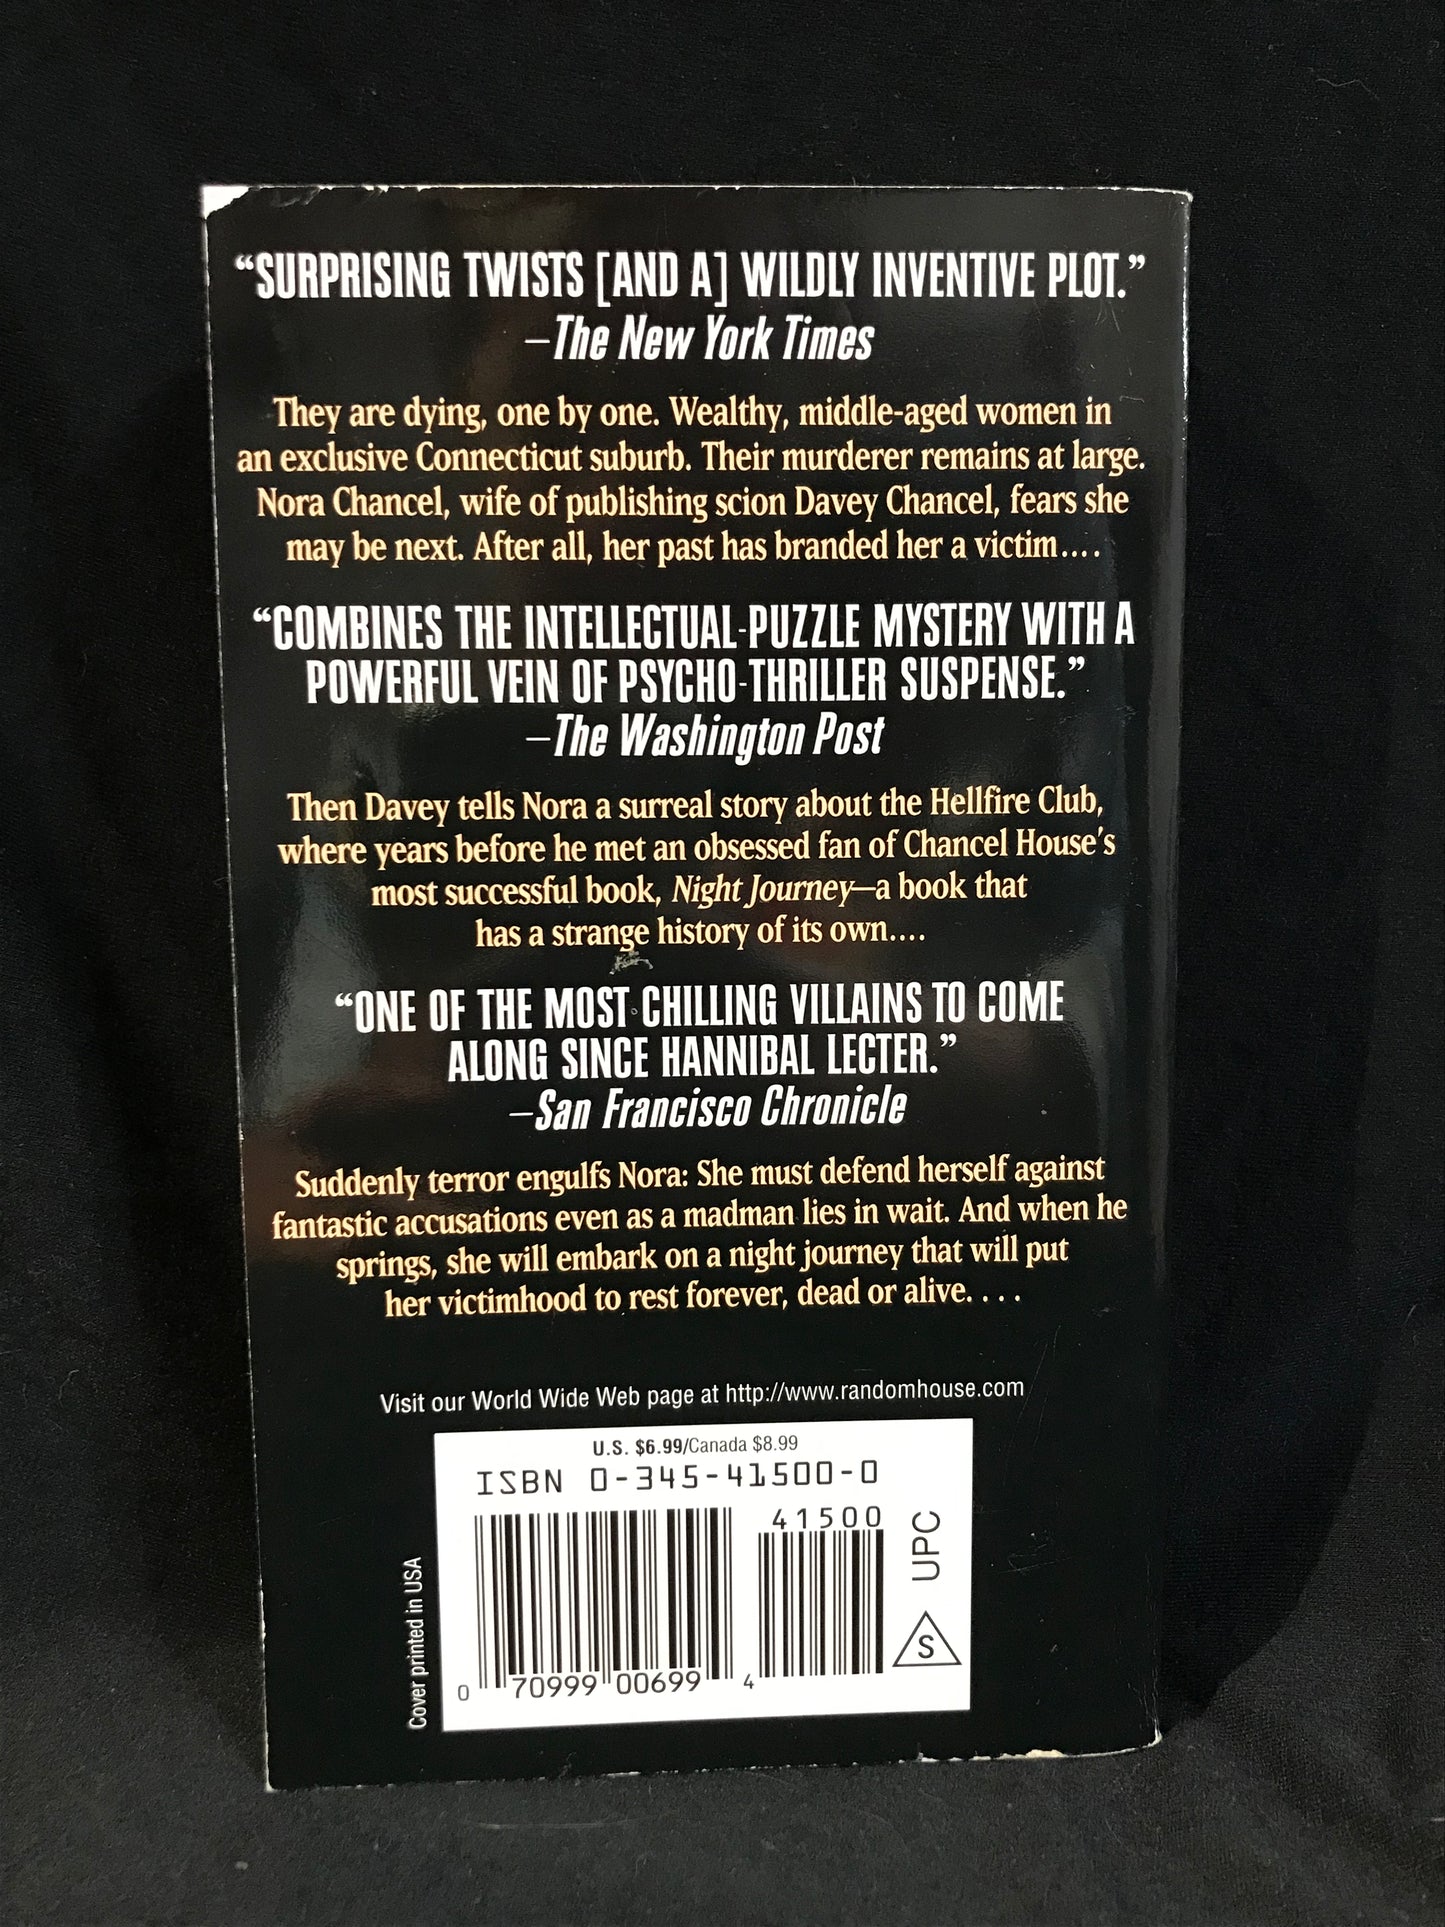 “SURPRISING TWISTS [AND A] WILDLY INVENTIVE PLOT.”
–The New York Times
They are dying, one by one. Wealthy, middle-aged women in
an exclusive Connecticut suburb. Their murderer remains at large.
Nora Chancel, wife of publishing scion Davey Chancel, fears she
may be next. After all, her past has branded her a victim....
“COMBINES THE INTELLECTUAL-PUZZLE MYSTERY WITH A
POWERFUL VEIN OF PSYCHO-THRILLER SUSPENSE.”
–The Washington Post
Then Davey tells Nora a surreal story about the Hellfire Club,
where years before he met an obsessed fan of Chancel House's
most successful book, Night Journey—a book that
has a strange history of its own....
“ONE OF THE MOST CHILLING VILLAINS TO COME
ALONG SINCE HANNIBAL LECTER.”
–San Francisco Chronicle
Suddenly terror engulfs Nora: She must defend herself against
fantastic accusations even as a madman lies in wait. And when he
springs, she will embark on a night journey that will put
her victimhood to rest forever, dead or alive. . . .
Visit our World Wide Web page at http://www.randomhouse.com
U.S. $6.99/Canada $8.99
ISBN 0-345-41500-0
41500
0 70999 00699 4
UPC
S
Cover printed in USA